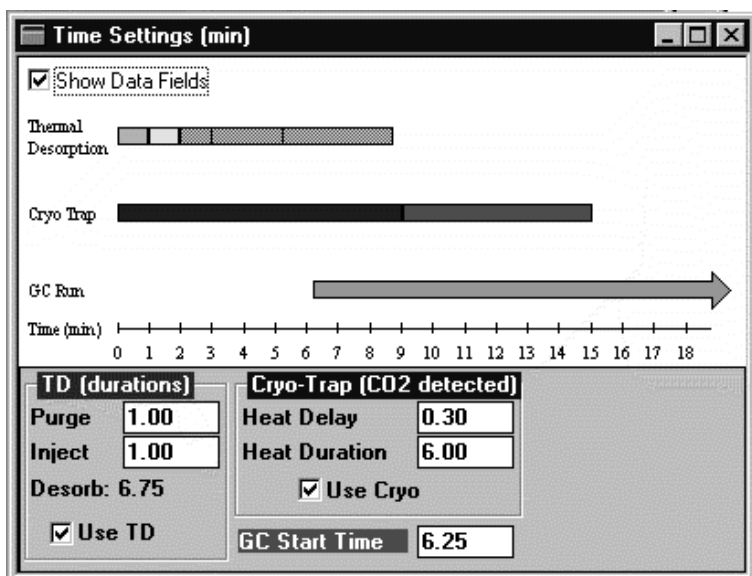 Time Settings (min)
Show Data Fields
Thermal
Desorption
Cryo Trap
GC Run
Time (min)
0 1 2 3 4 5 6 7 8 9 10 11 12 13 14 15 16 17 18
TD (durations)
Purge 1.00
Inject 1.00
Desorb: 6.75
Use TD
Cryo-Trap (CO2 detected)
Heat Delay 0.30
Heat Duration 6.00
Use Cryo
GC Start Time 6.25